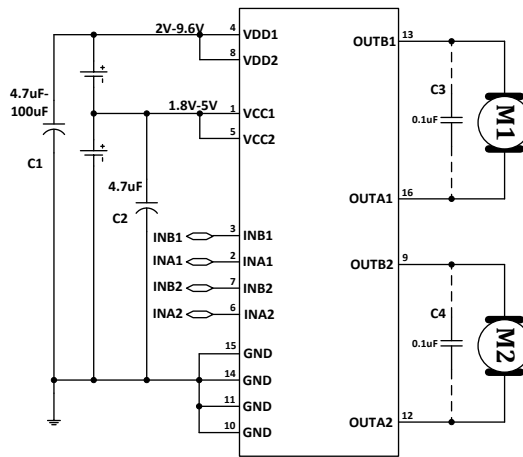 2V-9.6V
4
VDD1
8
VDD2
4.7uF-
100uF
C1
+
1.8V-5V
1
VCC1
5
VCC2
+
4.7uF
C2
INB1
3
INB1
INA1
2
INA1
INB2
7
INB2
INA2
6
INA2
15
GND
14
GND
11
GND
10
GND
OUTB1
13
C3
0.1uF
M1
OUTA1
16
OUTB2
9
C4
0.1uF
M2
OUTA2
12